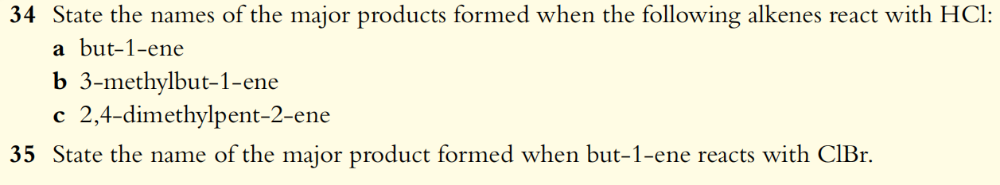 34 State the names of the major products formed when the following alkenes react with HCl:
a but-1-ene
b 3-methylbut-1-ene
c 2,4-dimethylpent-2-ene
35 State the name of the major product formed when but-1-ene reacts with ClBr.